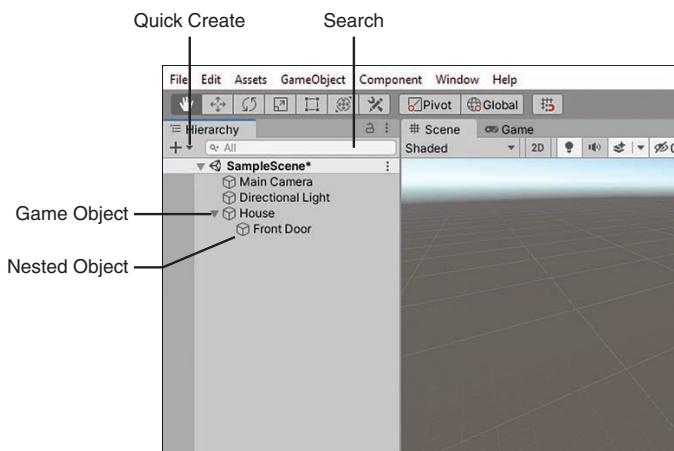 Quick Create
Search
File Edit Assets GameObject Component Window Help
Pivot Global
Hierarchy
Scene Game
All
Shaded 2D
SampleScene*
Main Camera
Directional Light
Game Object
House
Front Door
Nested Object